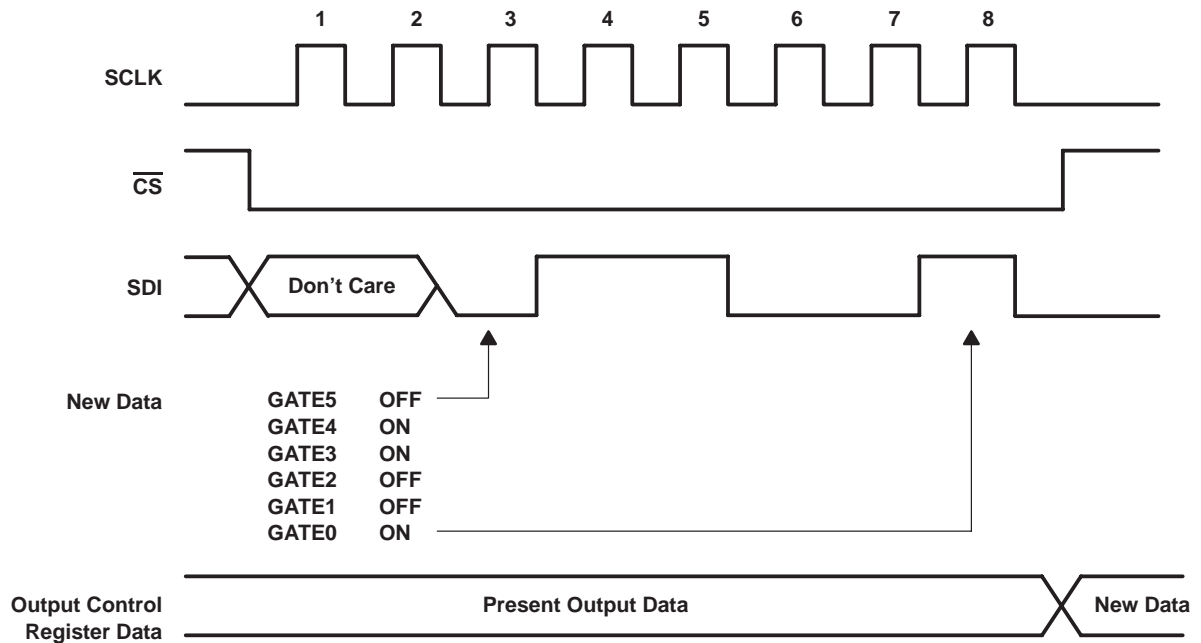 1 2 3 4 5 6 7 8
SCLK
CS
SDI Don't Care
New Data GATE5 OFF
GATE4 ON
GATE3 ON
GATE2 OFF
GATE1 OFF
GATE0 ON
Output Control Present Output Data New Data
Register Data